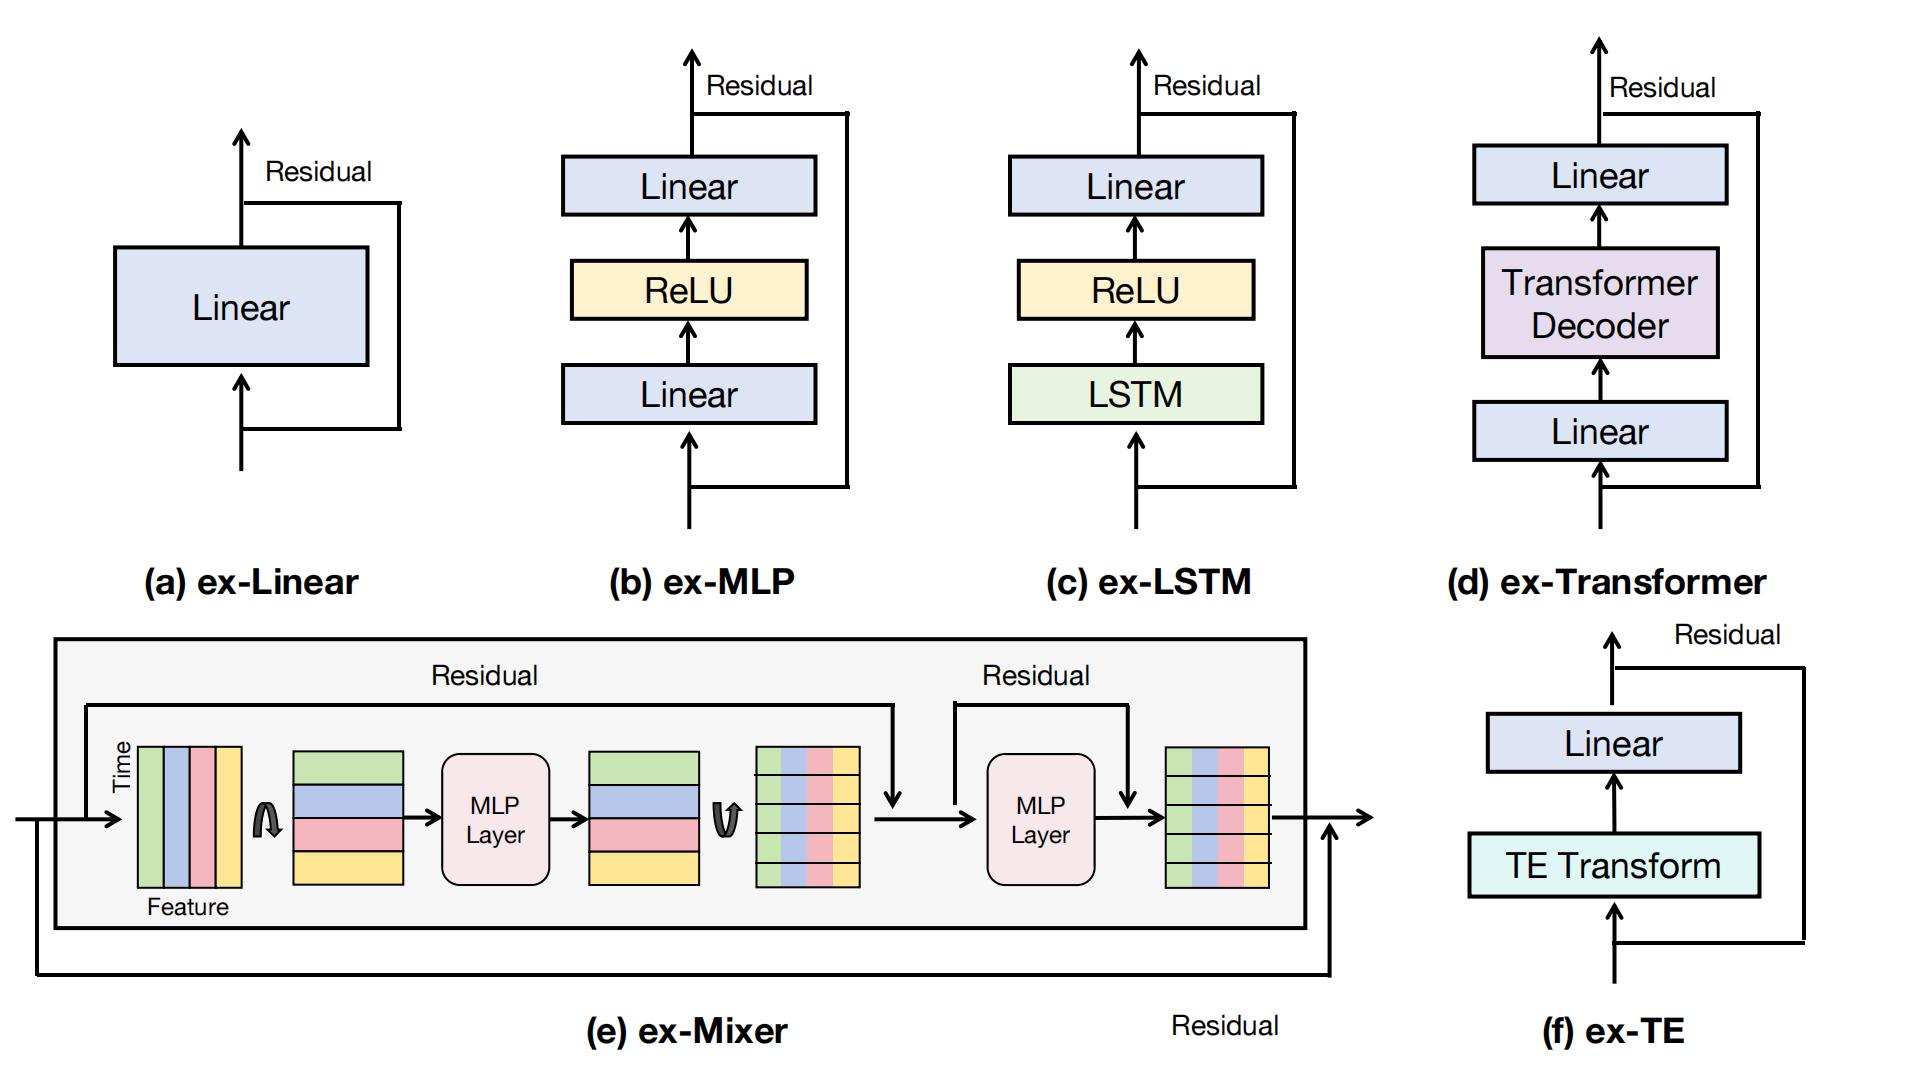 Residual
Linear
(a) ex-Linear
Residual
Linear
ReLU
Linear
(b) ex-MLP
Residual
Linear
ReLU
LSTM
(c) ex-LSTM
Residual
Linear
Transformer
Decoder
Linear
(d) ex-Transformer
Residual
Residual
Time
Feature
MLP
Layer
MLP
Layer
Residual
(e) ex-Mixer
Residual
Linear
TE Transform
(f) ex-TE